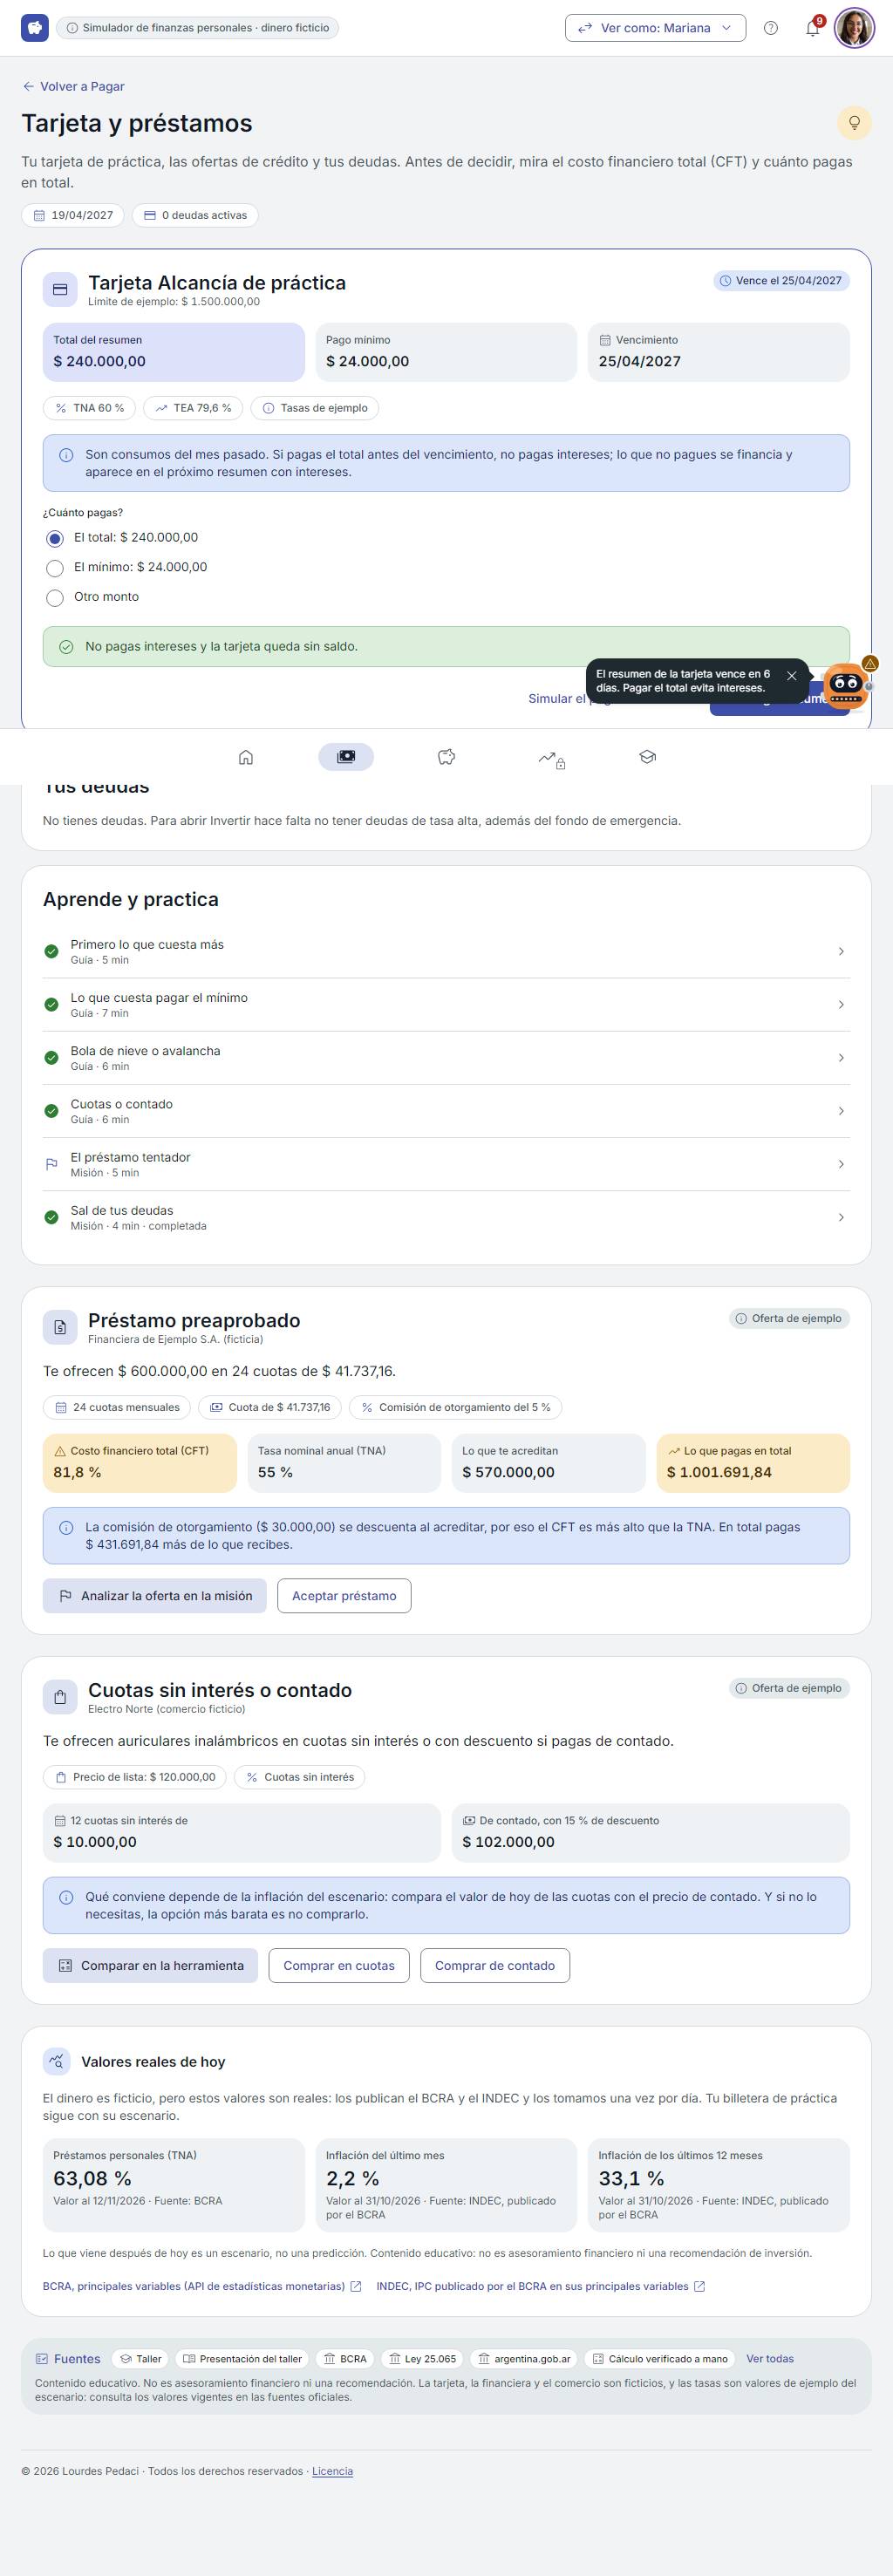 Simulador de finanzas personales · dinero ficticio
Ver como: Mariana
9
Volver a Pagar
Tarjeta y préstamos
Tu tarjeta de práctica, las ofertas de crédito y tus deudas. Antes de decidir, mira el costo financiero total (CFT) y cuánto pagas
en total.
19/04/2027
0 deudas activas
Tarjeta Alcancía de práctica
Límite de ejemplo: $ 1.500.000,00
Vence el 25/04/2027
Total del resumen
$ 240.000,00
Pago mínimo
$ 24.000,00
Vencimiento
25/04/2027
TNA 60 %
TEA 79,6 %
Tasas de ejemplo
Son consumos del mes pasado. Si pagas el total antes del vencimiento, no pagas intereses; lo que no pagues se financia y
aparece en el próximo resumen con intereses.
¿Cuánto pagas?
El total: $ 240.000,00
El mínimo: $ 24.000,00
Otro monto
No pagas intereses y la tarjeta queda sin saldo.
El resumen de la tarjeta vence en 6
días. Pagar el total evita intereses.
Simular el
Tus deudas
No tienes deudas. Para abrir Invertir hace falta no tener deudas de tasa alta, además del fondo de emergencia.
Aprende y practica
Primero lo que cuesta más
Guía · 5 min
Lo que cuesta pagar el mínimo
Guía · 7 min
Bola de nieve o avalancha
Guía · 6 min
Cuotas o contado
Guía · 6 min
El préstamo tentador
Misión · 5 min
Sal de tus deudas
Misión · 4 min · completada
Préstamo preaprobado
Financiera de Ejemplo S.A. (ficticia)
Oferta de ejemplo
Te ofrecen $ 600.000,00 en 24 cuotas de $ 41.737,16.
24 cuotas mensuales
Cuota de $ 41.737,16
Comisión de otorgamiento del 5 %
Costo financiero total (CFT)
81,8 %
Tasa nominal anual (TNA)
55 %
Lo que te acreditan
$ 570.000,00
Lo que pagas en total
$ 1.001.691,84
La comisión de otorgamiento ($ 30.000,00) se descuenta al acreditar, por eso el CFT es más alto que la TNA. En total pagas
$ 431.691,84 más de lo que recibes.
Analizar la oferta en la misión
Aceptar préstamo
Cuotas sin interés o contado
Electro Norte (comercio ficticio)
Oferta de ejemplo
Te ofrecen auriculares inalámbricos en cuotas sin interés o con descuento si pagas de contado.
Precio de lista: $ 120.000,00
Cuotas sin interés
12 cuotas sin interés de
$ 10.000,00
De contado, con 15 % de descuento
$ 102.000,00
Qué conviene depende de la inflación del escenario: compara el valor de hoy de las cuotas con el precio de contado. Y si no lo
necesitas, la opción más barata es no comprarlo.
Comparar en la herramienta
Comprar en cuotas
Comprar de contado
Valores reales de hoy
El dinero es ficticio, pero estos valores son reales: los publican el BCRA y el INDEC y los tomamos una vez por día. Tu billetera de práctica
sigue con su escenario.
Préstamos personales (TNA)
63,08 %
Valor al 12/11/2026 · Fuente: BCRA
Inflación del último mes
2,2 %
Valor al 31/10/2026 · Fuente: INDEC, publicado
por el BCRA
Inflación de los últimos 12 meses
33,1 %
Valor al 31/10/2026 · Fuente: INDEC, publicado
por el BCRA
Lo que viene después de hoy es un escenario, no una predicción. Contenido educativo: no es asesoramiento financiero ni una recomendación de inversión.
BCRA, principales variables (API de estadísticas monetarias)
INDEC, IPC publicado por el BCRA en sus principales variables
Fuentes
Taller
Presentación del taller
BCRA
Ley 25.065
argentina.gob.ar
Cálculo verificado a mano
Ver todas
Contenido educativo. No es asesoramiento financiero ni una recomendación. La tarjeta, la financiera y el comercio son ficticios, y las tasas son valores de ejemplo del
escenario: consulta los valores vigentes en las fuentes oficiales.
© 2026 Lourdes Pedaci · Todos los derechos reservados · Licencia